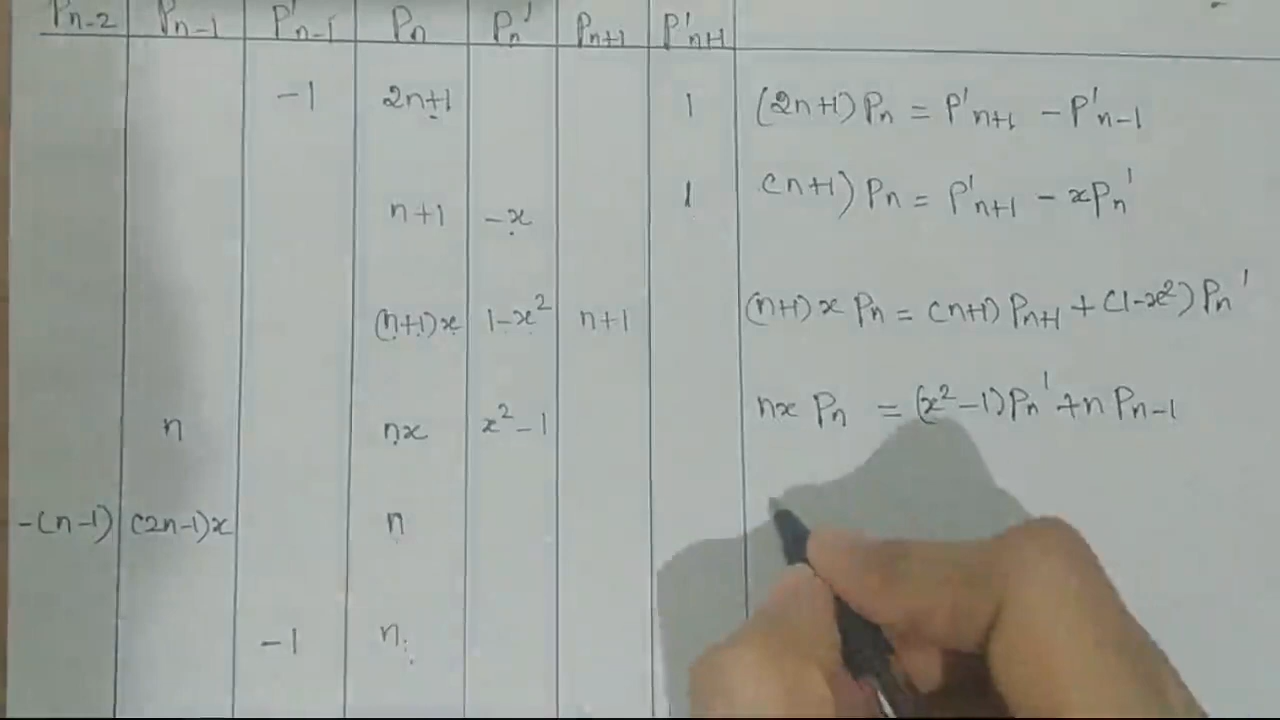 Pn-2 Pn-1 P'n-1 Pn Pn' Pn+1 P'n+1
-1 2n+1 1 (2n+1) Pn = P'n+1 - P'n-1
n+1 -x 1 (n+1) Pn = P'n+1 - xPn'
(n+1)x 1-x² n+1 (n+1) x Pn = (n+1) Pn+1 + (1-x²) Pn'
n nx x²-1 nx Pn = (x²-1) Pn' + n Pn-1
-(n-1) (2n-1)x n
-1 n